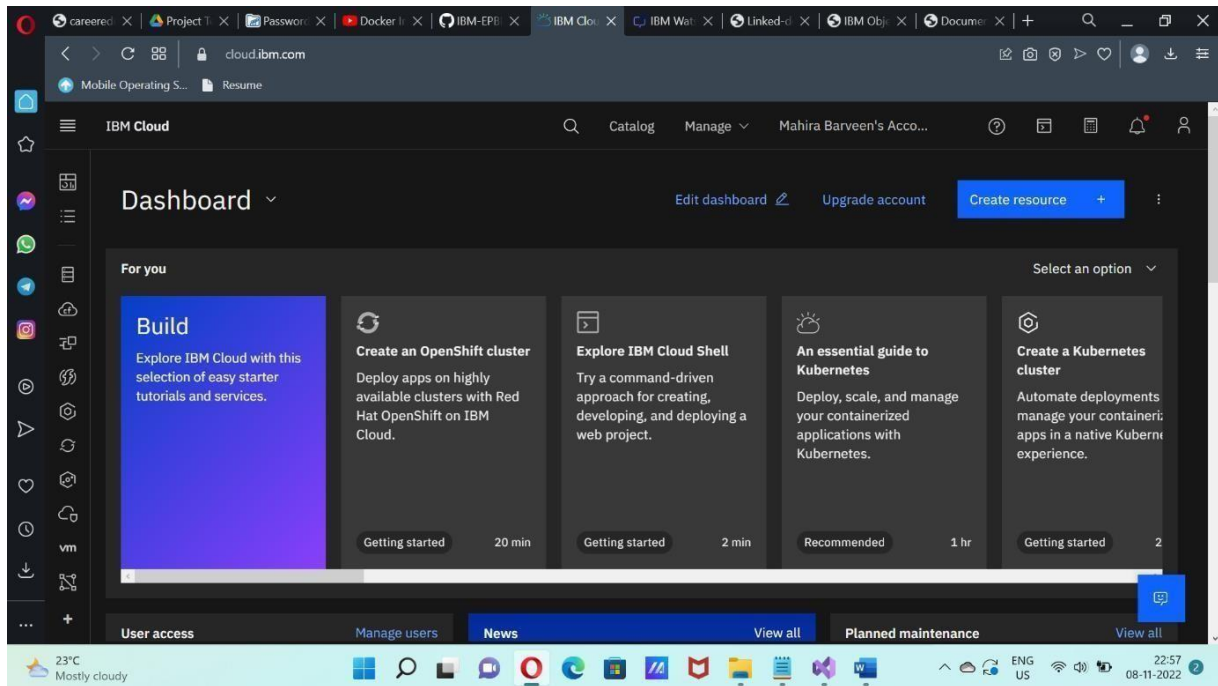 careered
Project T
Password
Docker I
IBM-EPB
IBM Clou
IBM Wat
Linked-d
IBM Obj
Documer
cloud.ibm.com
Mobile Operating S...
Resume
IBM Cloud
Catalog
Manage
Mahira Barveen's Acco...
Dashboard
Edit dashboard
Upgrade account
Create resource +
For you
Select an option
Build
Explore IBM Cloud with this
selection of easy starter
tutorials and services.
Create an OpenShift cluster
Deploy apps on highly
available clusters with Red
Hat OpenShift on IBM
Cloud.
Getting started 20 min
Explore IBM Cloud Shell
Try a command-driven
approach for creating,
developing, and deploying a
web project.
Getting started 2 min
An essential guide to
Kubernetes
Deploy, scale, and manage
your containerized
applications with
Kubernetes.
Recommended 1 hr
Create a Kubernetes
cluster
Automate deployments
manage your containeri
apps in a native Kuberne
experience.
Getting started 2
vm
User access Manage users
News View all
Planned maintenance View all
23°C
Mostly cloudy
ENG
US
22:57
08-11-2022
2